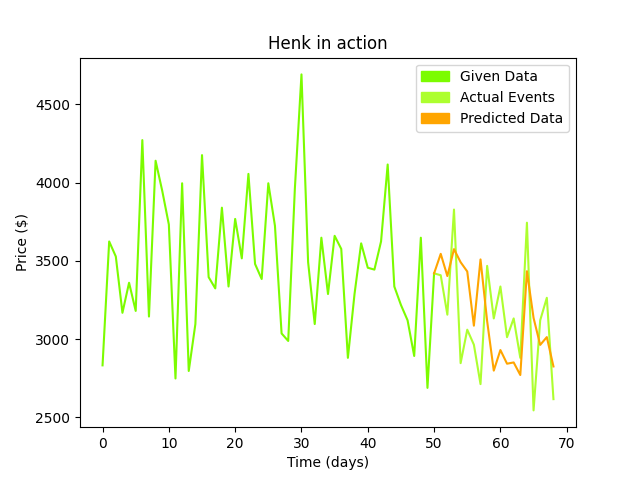 Henk in action
Given Data
Actual Events
Predicted Data
4500
4000
3500
3000
2500
Price ($)
0 10 20 30 40 50 60 70
Time (days)